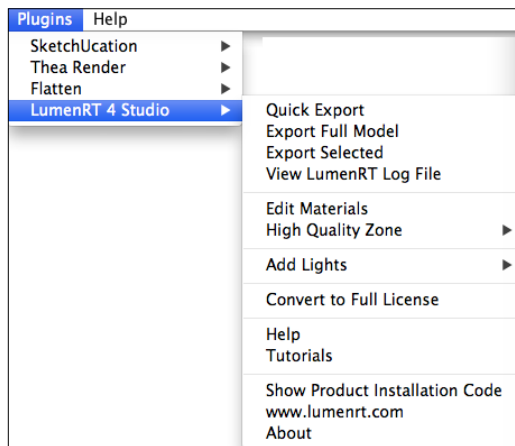 Plugins Help
SketchUcation
Thea Render
Flatten
LumenRT 4 Studio
Quick Export
Export Full Model
Export Selected
View LumenRT Log File
Edit Materials
High Quality Zone
Add Lights
Convert to Full License
Help
Tutorials
Show Product Installation Code
www.lumenrt.com
About